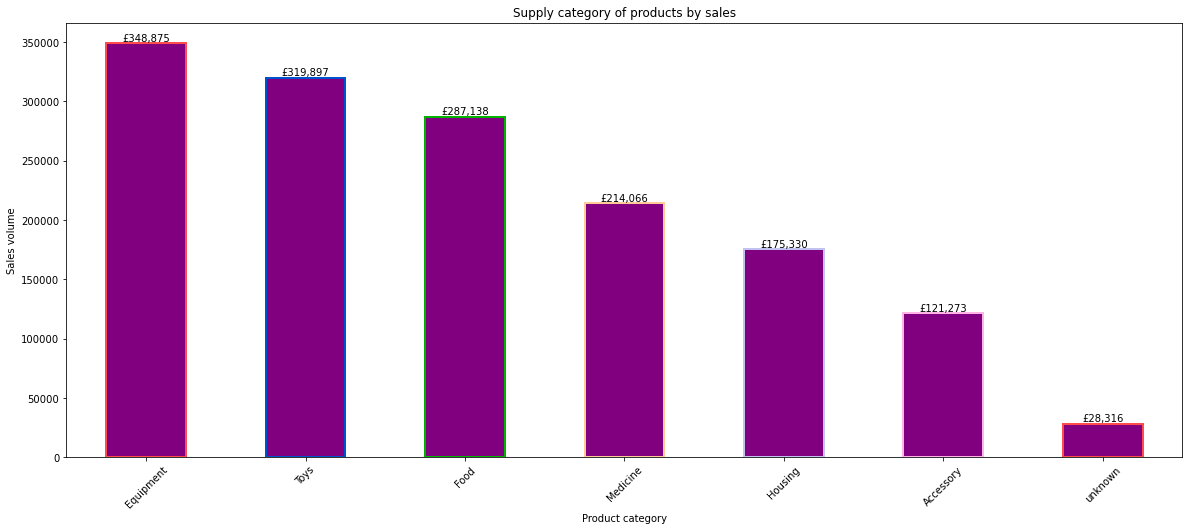 Supply category of products by sales
Sales volume
350000
300000
250000
200000
150000
100000
50000
0
£348,875
£319,897
£287,138
£214,066
£175,330
£121,273
£28,316
Equipment
Toys
Food
Medicine
Housing
Accessory
unknown
Product category